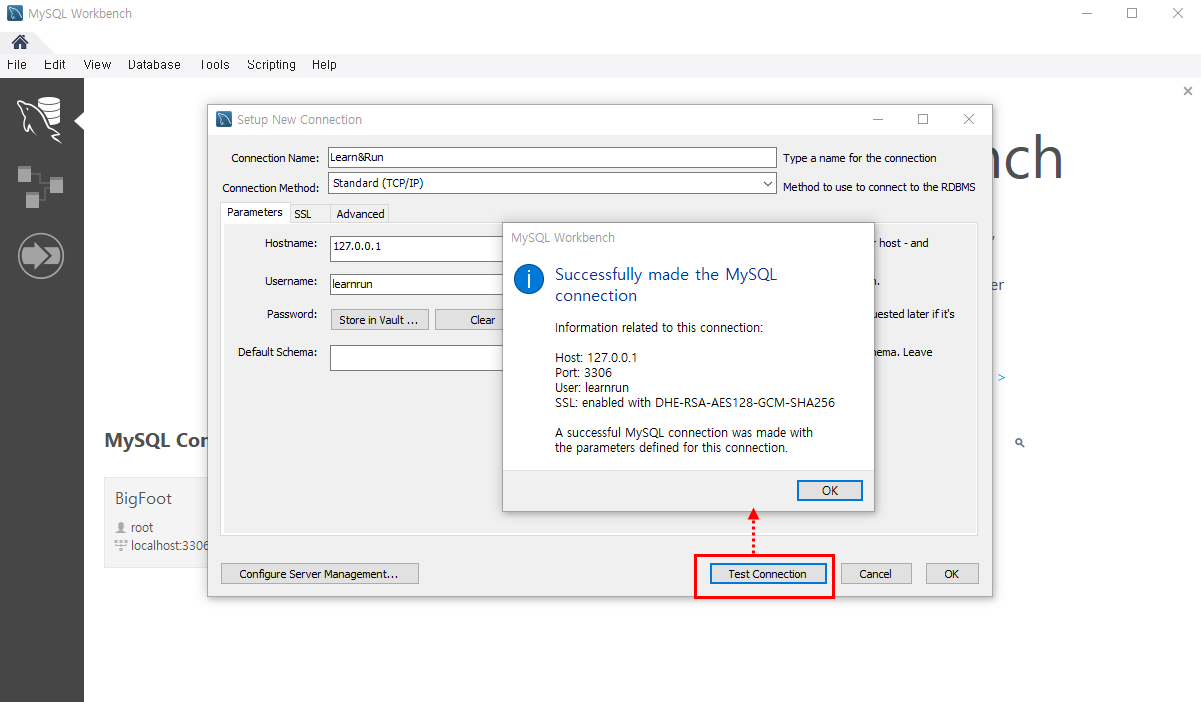 MySQL Workbench
File Edit View Database Tools Scripting Help
Setup New Connection
Connection Name: Learn&Run Type a name for the connection
Connection Method: Standard (TCP/IP) Method to use to connect to the RDBMS
Parameters SSL Advanced
Hostname: 127.0.0.1 host - and
Username: learnrun
Password: Store in Vault ... Clear later if it's
Default Schema: Leave
MySQL Workbench
Successfully made the MySQL
connection
Information related to this connection:
Host: 127.0.0.1
Port: 3306
User: learnrun
SSL: enabled with DHE-RSA-AES128-GCM-SHA256
A successful MySQL connection was made with
the parameters defined for this connection.
OK
Configure Server Management... Test Connection Cancel OK
MySQL
BigFoot
root
localhost:3306
>